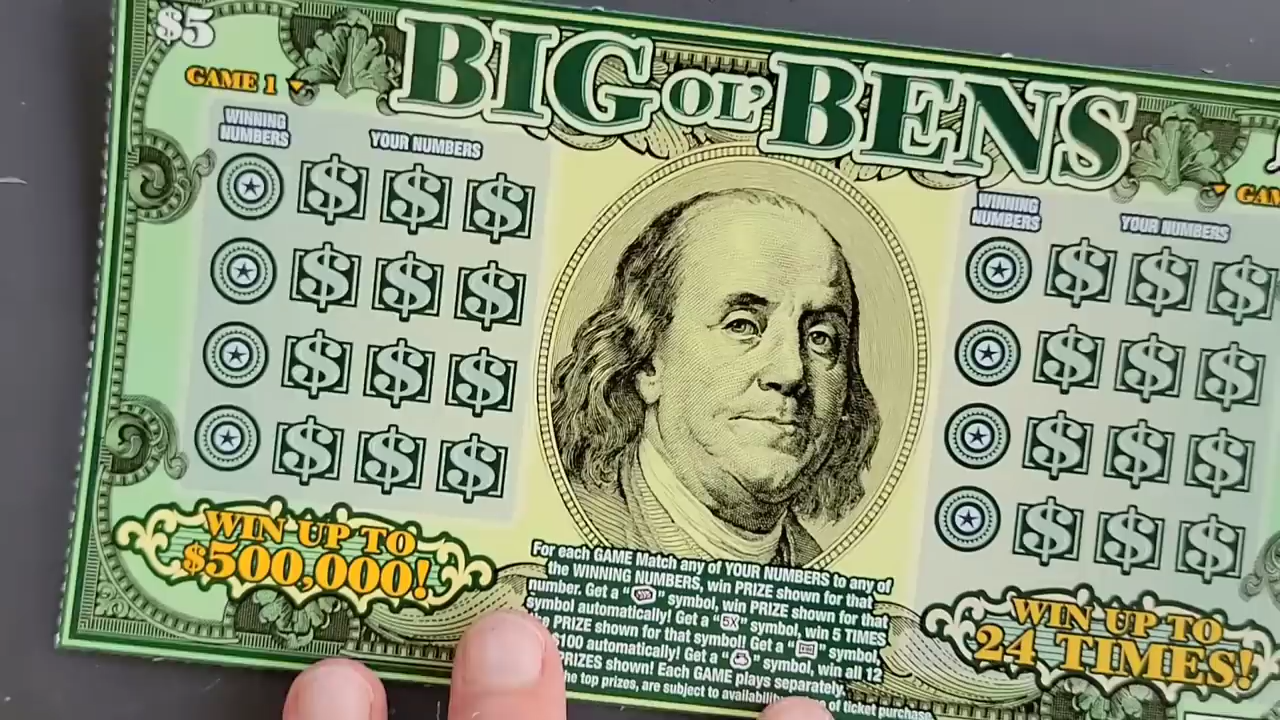 $5
BIG OL' BENS
GAME 1
WINNING
NUMBERS
YOUR NUMBERS
WINNING
NUMBERS
YOUR NUMBERS
WIN UP TO
$500,000!
For each GAME Match any of YOUR NUMBERS to any of
the WINNING NUMBERS, win PRIZE shown for that
number. Get a " " symbol, win PRIZE shown for that
symbol automatically! Get a "5X" symbol, win 5 TIMES
PRIZE shown for that symbol! Get a " " symbol,
$100 automatically! Get a " " symbol, win all 12
PRIZES shown! Each GAME plays separately.
the top prizes, are subject to availability of ticket purchase.
WIN UP TO
24 TIMES!